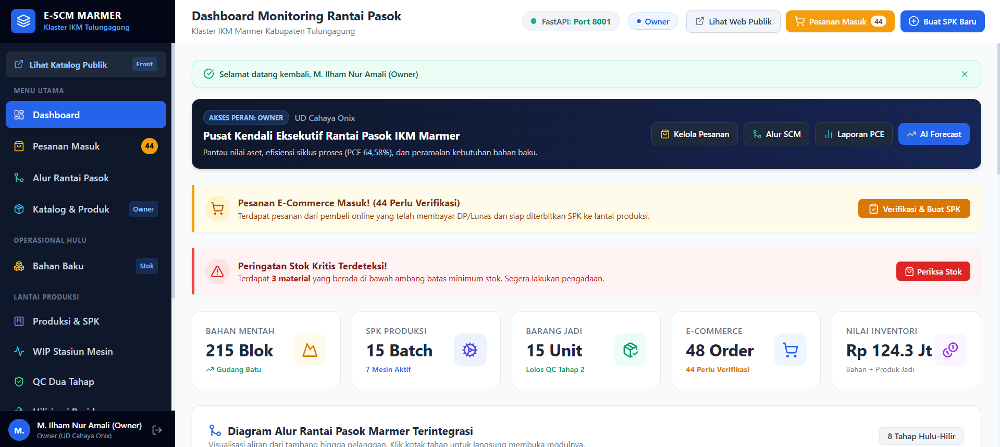 E-SCM MARMER
Klaster IKM Tulungagung
Lihat Katalog Publik
Front
MENU UTAMA
Dashboard
Pesanan Masuk
44
Alur Rantai Pasok
Katalog & Produk
Owner
OPERASIONAL HULU
Bahan Baku
Stok
LANTAI PRODUKSI
Produksi & SPK
WIP Stasiun Mesin
QC Dua Tahap
M.
M. Ilham Nur Amali (Owner)
Owner (UD Cahaya Onix)
Dashboard Monitoring Rantai Pasok
Klaster IKM Marmer Kabupaten Tulungagung
FastAPI: Port 8001
Owner
Lihat Web Publik
Pesanan Masuk 44
Buat SPK Baru
Selamat datang kembali, M. Ilham Nur Amali (Owner)
AKSES PERAN: OWNER
UD Cahaya Onix
Pusat Kendali Eksekutif Rantai Pasok IKM Marmer
Pantau nilai aset, efisiensi siklus proses (PCE 64,58%), dan peramalan kebutuhan bahan baku.
Kelola Pesanan
Alur SCM
Laporan PCE
AI Forecast
Pesanan E-Commerce Masuk! (44 Perlu Verifikasi)
Terdapat pesanan dari pembeli online yang telah membayar DP/Lunas dan siap diterbitkan SPK ke lantai produksi.
Verifikasi & Buat SPK
Peringatan Stok Kritis Terdeteksi!
Terdapat 3 material yang berada di bawah ambang batas minimum stok. Segera lakukan pengadaan.
Periksa Stok
BAHAN MENTAH
215 Blok
Gudang Batu
SPK PRODUKSI
15 Batch
7 Mesin Aktif
BARANG JADI
15 Unit
Lolos QC Tahap 2
E-COMMERCE
48 Order
44 Perlu Verifikasi
NILAI INVENTORI
Rp 124.3 Jt
Bahan + Produk Jadi
Diagram Alur Rantai Pasok Marmer Terintegrasi
Visualisasi aliran dari tambang hingga pelanggan. Klik kotak tahap untuk langsung membuka modulnya.
8 Tahap Hulu-Hilir